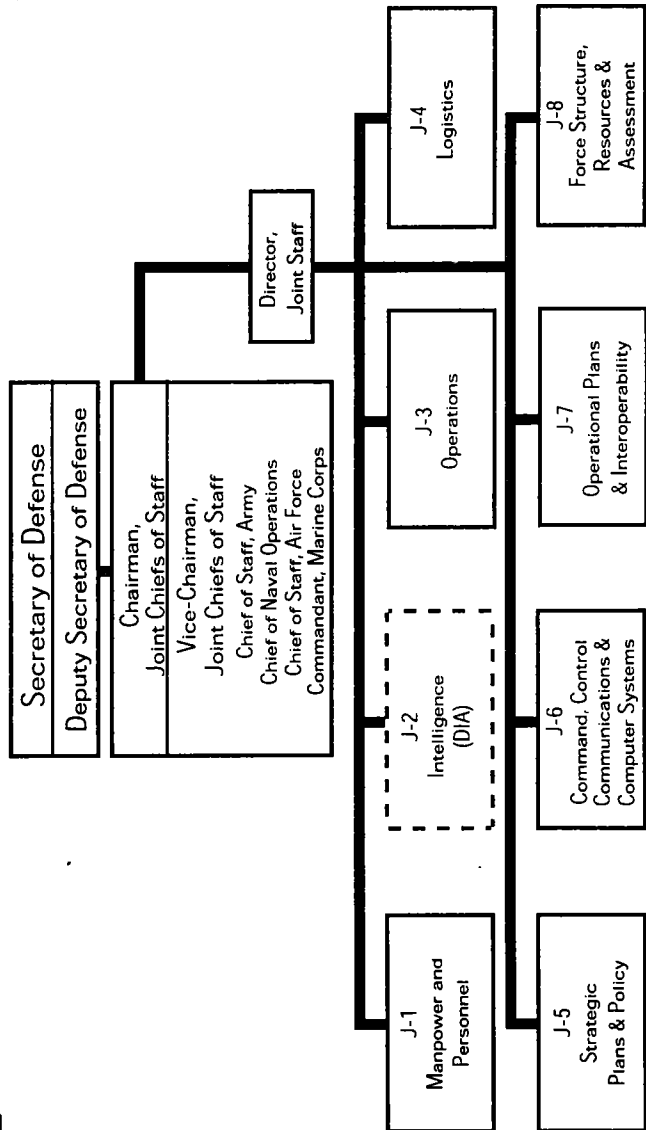 Secretary of Defense
Deputy Secretary of Defense
Chairman,
Joint Chiefs of Staff
Vice-Chairman,
Joint Chiefs of Staff
Chief of Staff, Army
Chief of Naval Operations
Chief of Staff, Air Force
Commandant, Marine Corps
Director,
Joint Staff
J-1
Manpower and
Personnel
J-2
Intelligence
(DIA)
J-3
Operations
J-4
Logistics
J-5
Strategic
Plans & Policy
J-6
Command, Control
Communications &
Computer Systems
J-7
Operational Plans
& Interoperability
J-8
Force Structure,
Resources &
Assessment